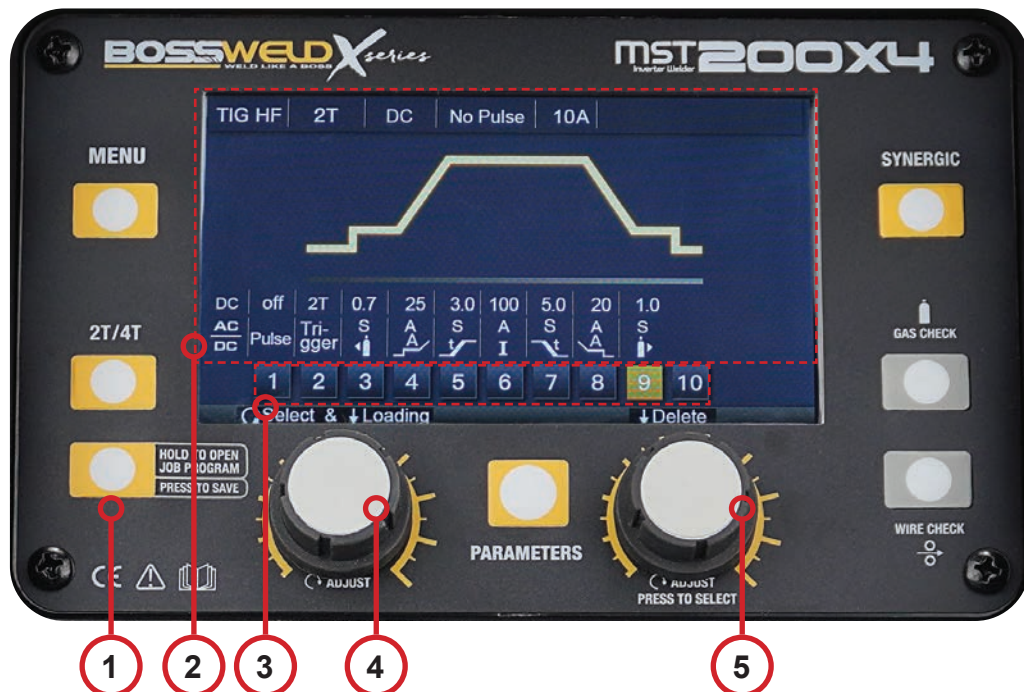 BOSSWELD X series
WELD LIKE A BOSS
MST 200X4
Inverter Welder
TIG HF 2T DC No Pulse 10A
MENU
SYNERGIC
2T/4T
GAS CHECK
DC off 2T 0.7 25 3.0 100 5.0 20 1.0
AC
DC Pulse Tri-
gger S A S A S A S
A t I t A
1 2 3 4 5 6 7 8 9 10
Select & ↓Loading ↓Delete
HOLD TO OPEN
JOB PROGRAM
PRESS TO SAVE
WIRE CHECK
PARAMETERS
CE
ADJUST
ADJUST
PRESS TO SELECT
1 2 3 4 5